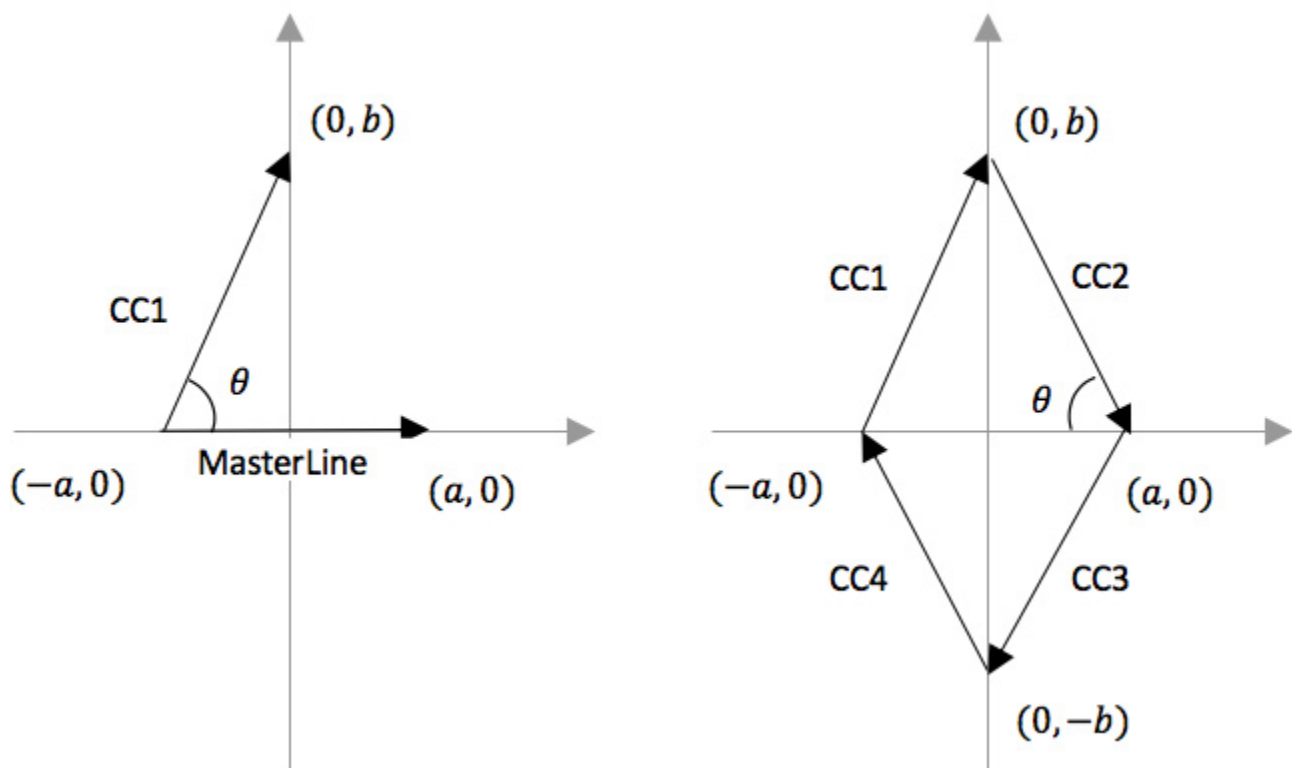 (0, b)
CC1
θ
MasterLine
(−a, 0)
(a, 0)
(0, b)
CC1
CC2
θ
(−a, 0)
(a, 0)
CC4
CC3
(0, −b)